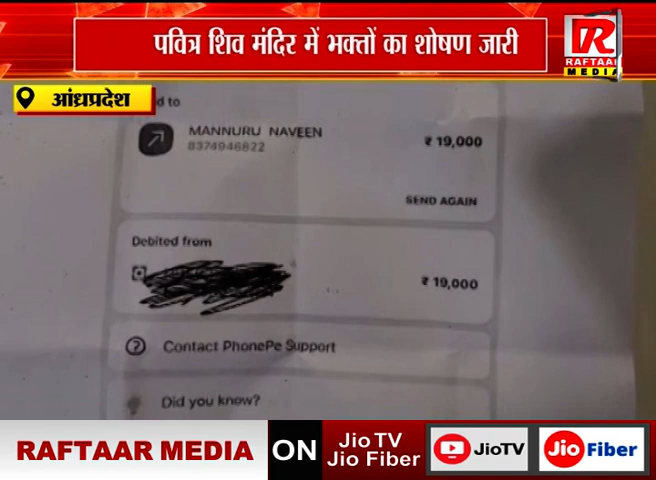 पवित्र शिव मंदिर में भक्तों का शोषण जारी
R
RAFTAAR
MEDIA
आंध्रप्रदेश
d to
MANNURU NAVEEN
₹ 19,000
8374946822
SEND AGAIN
Debited from
₹ 19,000
Contact PhonePe Support
Did you know?
RAFTAAR MEDIA
ON
Jio TV
Jio Fiber
JioTV
Jio Fiber